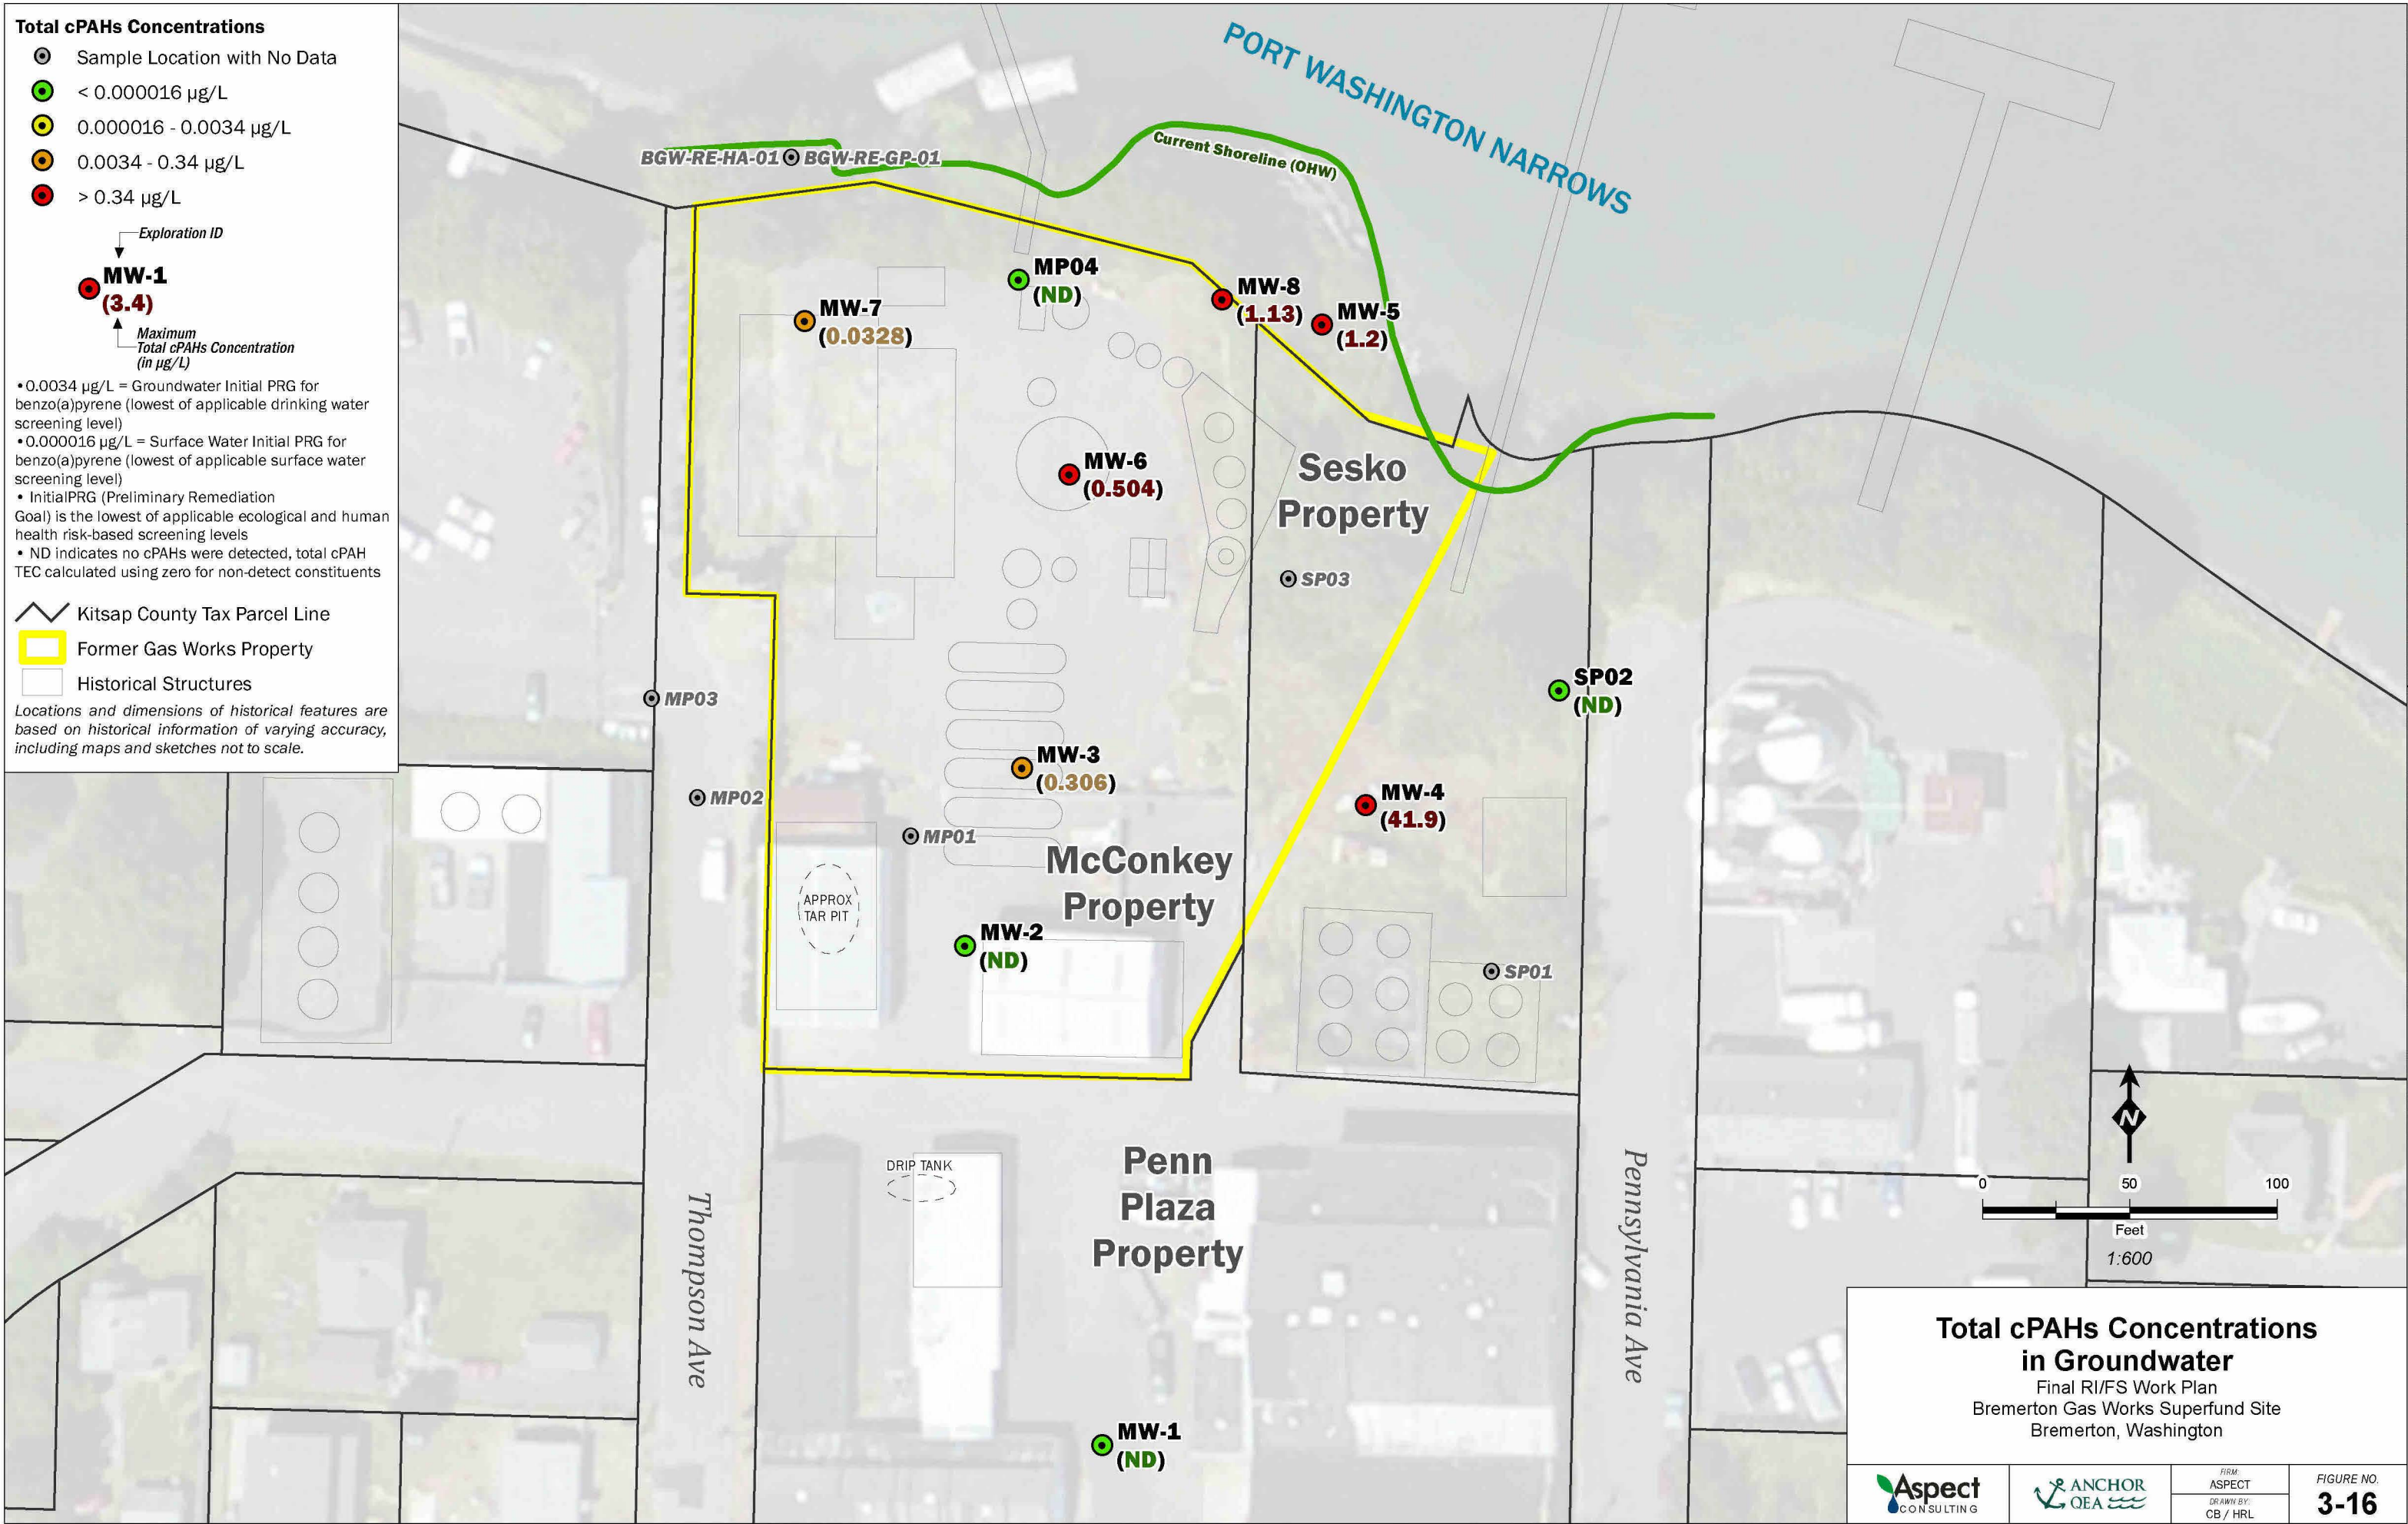 Total cPAHs Concentrations
Sample Location with No Data
< 0.000016 µg/L
0.000016 - 0.0034 µg/L
0.0034 - 0.34 µg/L
> 0.34 µg/L
Exploration ID
MW-1
(3.4)
Maximum
Total cPAHs Concentration
(in µg/L)
•0.0034 µg/L = Groundwater Initial PRG for
benzo(a)pyrene (lowest of applicable drinking water
screening level)
•0.000016 µg/L = Surface Water Initial PRG for
benzo(a)pyrene (lowest of applicable surface water
screening level)
• InitialPRG (Preliminary Remediation
Goal) is the lowest of applicable ecological and human
health risk-based screening levels
• ND indicates no cPAHs were detected, total cPAH
TEC calculated using zero for non-detect constituents
Kitsap County Tax Parcel Line
Former Gas Works Property
Historical Structures
Locations and dimensions of historical features are
based on historical information of varying accuracy,
including maps and sketches not to scale.
PORT WASHINGTON NARROWS
Current Shoreline (OHW)
BGW-RE-HA-01
BGW-RE-GP-01
MP04
(ND)
MW-8
(1.13)
MW-5
(1.2)
MW-7
(0.0328)
MW-6
(0.504)
Sesko
Property
SP03
SP02
(ND)
MP03
MW-3
(0.306)
MW-4
(41.9)
MP02
MP01
McConkey
Property
APPROX
TAR PIT
MW-2
(ND)
SP01
DRIP TANK
Penn
Plaza
Property
Thompson Ave
Pennsylvania Ave
MW-1
(ND)
N
0 50 100
Feet
1:600
Total cPAHs Concentrations
in Groundwater
Final RI/FS Work Plan
Bremerton Gas Works Superfund Site
Bremerton, Washington
Aspect
CONSULTING
ANCHOR
QEA
FIRM:
ASPECT
DRAWN BY:
CB / HRL
FIGURE NO.
3-16